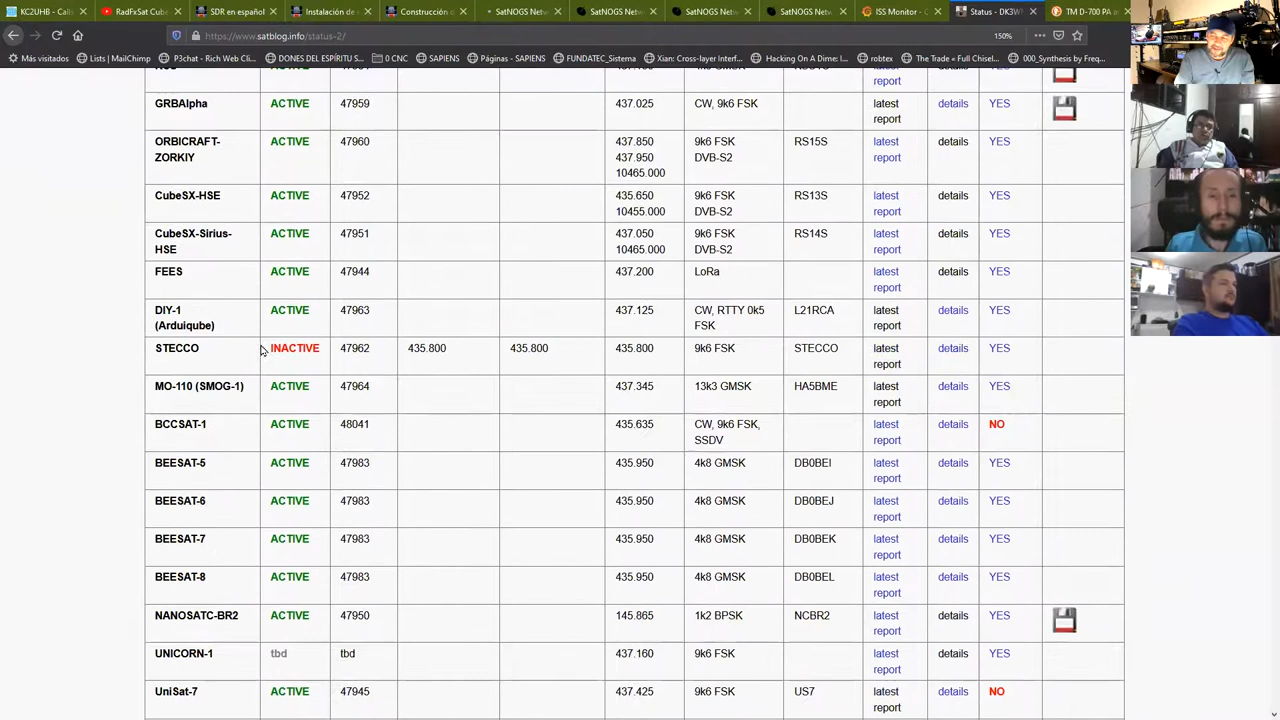 KC2UHB - Cali
RadFxSat Cube
SDR en español
Instalación de
Construcción d
SatNOGS Netw
SatNOGS Netw
SatNOGS Netw
SatNOGS Netw
ISS Monitor - G
Status - DK3W
TM D-700 PA in
https://www.satblog.info/status-2/
150%
Más visitados
Lists | MailChimp
P3chat - Rich Web Cli...
DONES DEL ESPÍRITU S...
0 CNC
SAPIENS
Páginas - SAPIENS
FUNDATEC_Sistema
Xian: Cross-layer Interf...
Hacking On A Dime: I...
robtex
The Trade « Full Chisel...
000_Synthesis by Freq...
report
GRBAlpha ACTIVE 47959 437.025 CW, 9k6 FSK latest details YES
report
ORBICRAFT- ACTIVE 47960 437.850 9k6 FSK RS15S latest details YES
ZORKIY 437.950 DVB-S2 report
10465.000
CubeSX-HSE ACTIVE 47952 435.650 9k6 FSK RS13S latest details YES
10455.000 DVB-S2 report
CubeSX-Sirius- ACTIVE 47951 437.050 9k6 FSK RS14S latest details YES
HSE 10465.000 DVB-S2 report
FEES ACTIVE 47944 437.200 LoRa latest details YES
report
DIY-1 ACTIVE 47963 437.125 CW, RTTY 0k5 L21RCA latest details YES
(Arduiqube) FSK report
STECCO INACTIVE 47962 435.800 435.800 435.800 9k6 FSK STECCO latest details YES
report
MO-110 (SMOG-1) ACTIVE 47964 437.345 13k3 GMSK HA5BME latest details YES
report
BCCSAT-1 ACTIVE 48041 435.635 CW, 9k6 FSK, latest details NO
SSDV report
BEESAT-5 ACTIVE 47983 435.950 4k8 GMSK DB0BEI latest details YES
report
BEESAT-6 ACTIVE 47983 435.950 4k8 GMSK DB0BEJ latest details YES
report
BEESAT-7 ACTIVE 47983 435.950 4k8 GMSK DB0BEK latest details YES
report
BEESAT-8 ACTIVE 47983 435.950 4k8 GMSK DB0BEL latest details YES
report
NANOSATC-BR2 ACTIVE 47950 145.865 1k2 BPSK NCBR2 latest details YES
report
UNICORN-1 tbd tbd 437.160 9k6 FSK latest details YES
report
UniSat-7 ACTIVE 47945 437.425 9k6 FSK US7 latest details NO
report